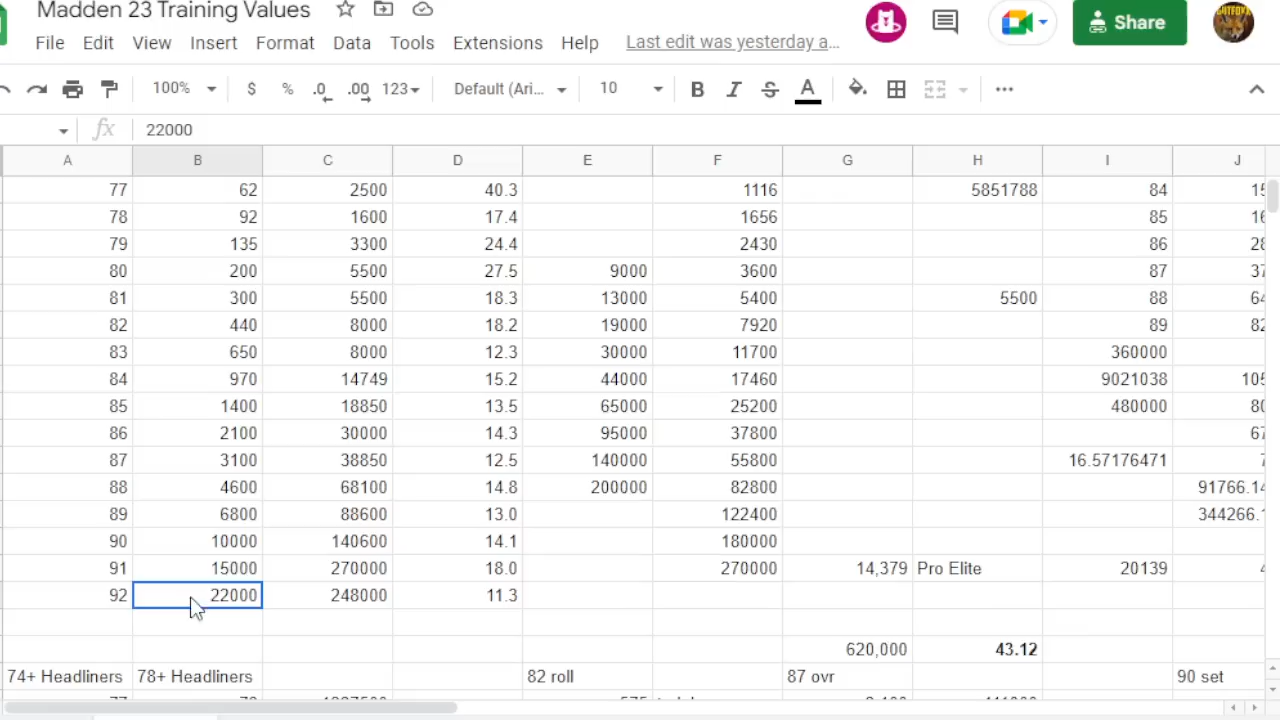 Madden 23 Training Values
File Edit View Insert Format Data Tools Extensions Help Last edit was yesterday a... Share
100% $ % .0 .00 123 Default (Ari... 10 B I S A
fx 22000
A B C D E F G H I J
77 62 2500 40.3 1116 5851788 84
78 92 1600 17.4 1656 85
79 135 3300 24.4 2430 86
80 200 5500 27.5 9000 3600 87
81 300 5500 18.3 13000 5400 5500 88
82 440 8000 18.2 19000 7920 89
83 650 8000 12.3 30000 11700 360000
84 970 14749 15.2 44000 17460 9021038
85 1400 18850 13.5 65000 25200 480000
86 2100 30000 14.3 95000 37800
87 3100 38850 12.5 140000 55800 16.57176471
88 4600 68100 14.8 200000 82800 91766.14
89 6800 88600 13.0 122400 344266.1
90 10000 140600 14.1 180000
91 15000 270000 18.0 270000 14,379 Pro Elite 20139
92 22000 248000 11.3
620,000 43.12
74+ Headliners 78+ Headliners 82 roll 87 ovr 90 set